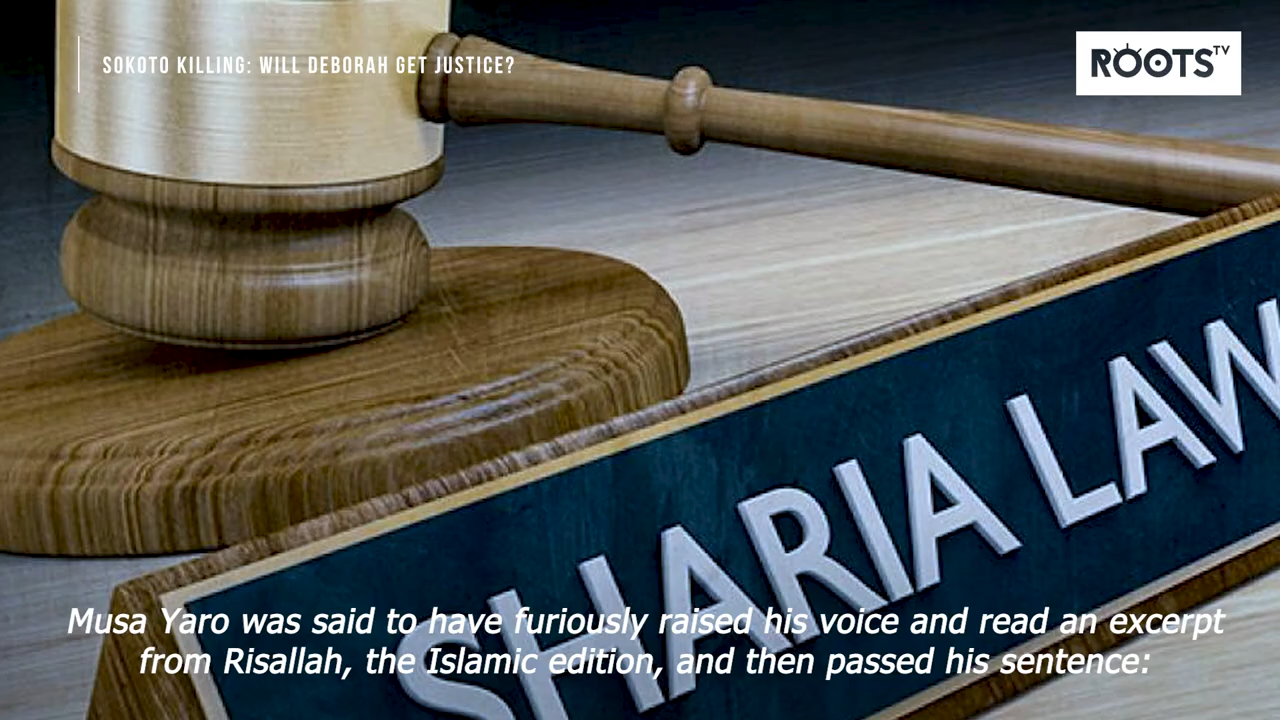 SOKOTO KILLING: WILL DEBORAH GET JUSTICE?
ROOTS TV
SHARIA LAW
Musa Yaro was said to have furiously raised his voice and read an excerpt
from Risallah, the Islamic edition, and then passed his sentence: